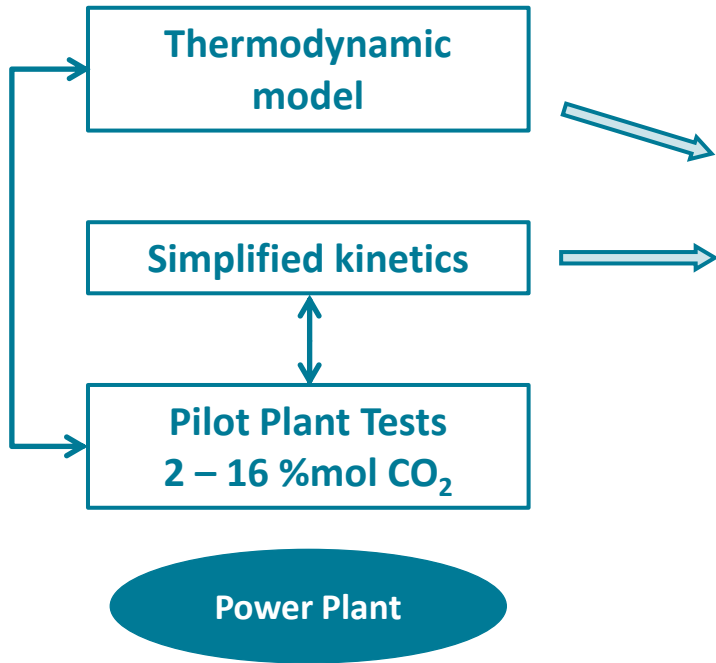 Thermodynamic
model
Simplified kinetics
Pilot Plant Tests
2 – 16 %mol CO₂
Power Plant